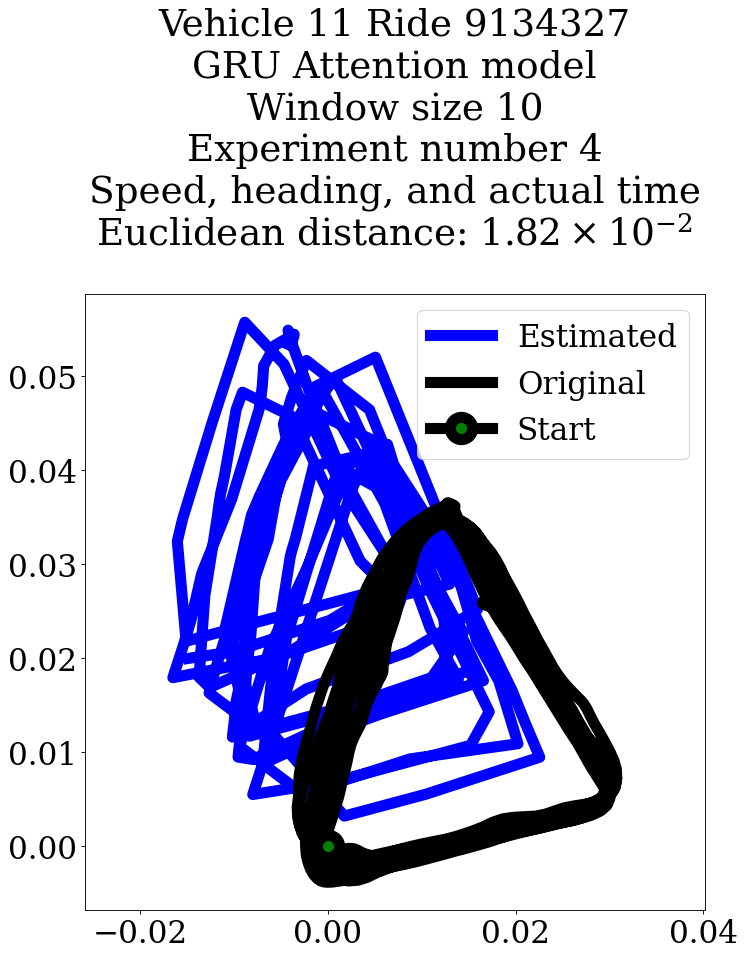 Vehicle 11 Ride 9134327
GRU Attention model
Window size 10
Experiment number 4
Speed, heading, and actual time
Euclidean distance: 1.82 × 10⁻²
Estimated
Original
Start
0.05
0.04
0.03
0.02
0.01
0.00
−0.02 0.00 0.02 0.04